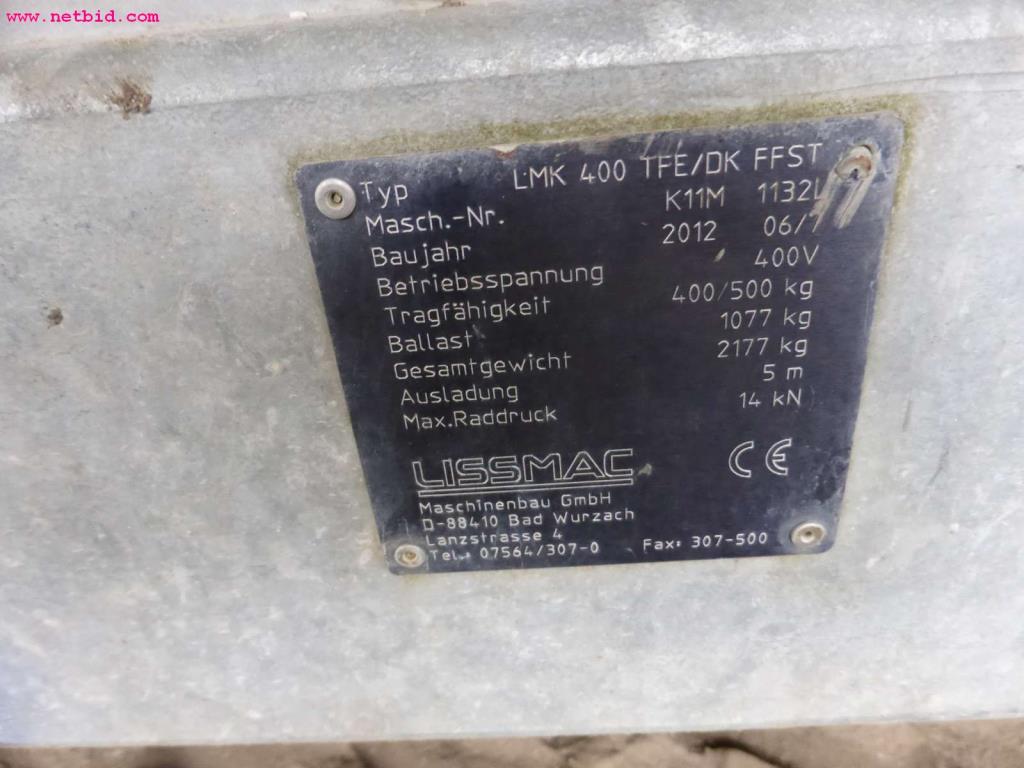 www.netbid.com
Typ LMK 400 TFE/DK FFST
Masch.-Nr. K11M
Baujahr 2012
Betriebsspannung 400V
Tragfähigkeit 400/500 kg
Ballast 1077 kg
Gesamtgewicht 2177 kg
Ausladung 5 m
Max.Raddruck 14 kN
LISSMAC CE
Maschinenbau GmbH
D-88410 Bad Wurzach
Lanzstrasse 4
Tel.: 07564/307-0 Fax: 307-500